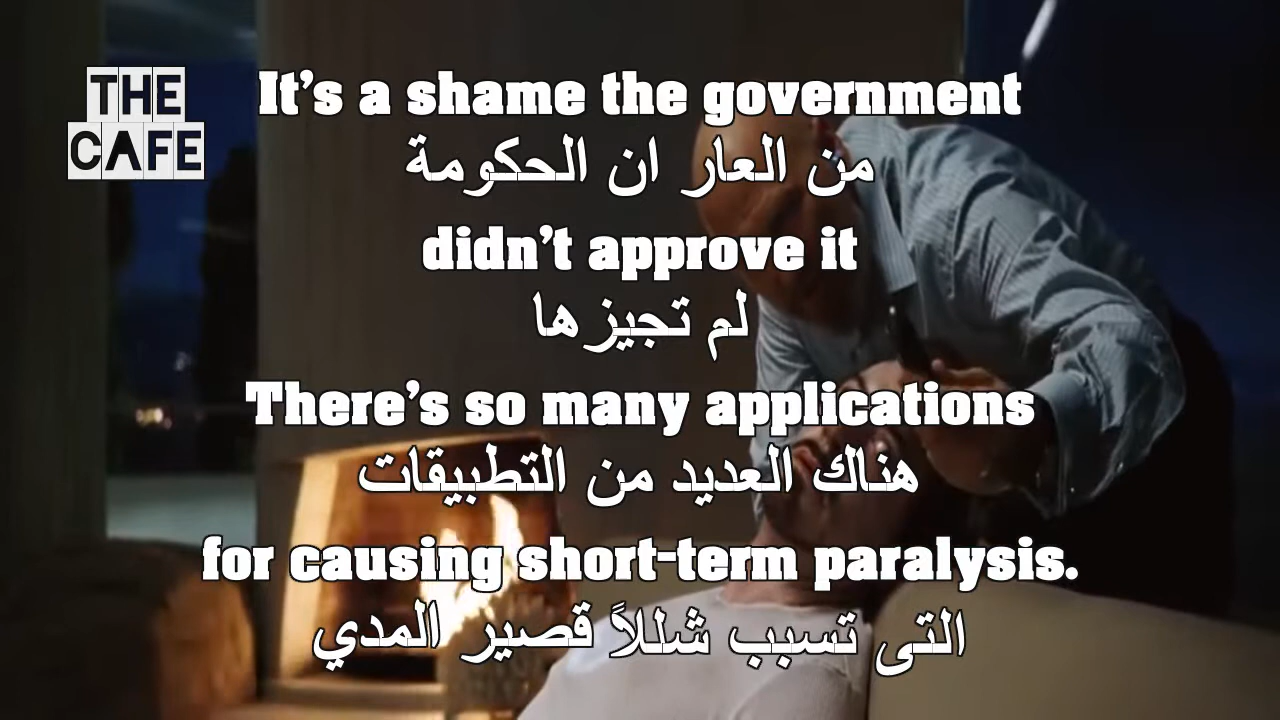 THE
CAFE
It's a shame the government
من العار ان الحكومة
didn't approve it
لم تجيزها
There's so many applications
هناك العديد من التطبيقات
for causing short-term paralysis.
التى تسبب شللاً قصير المدي